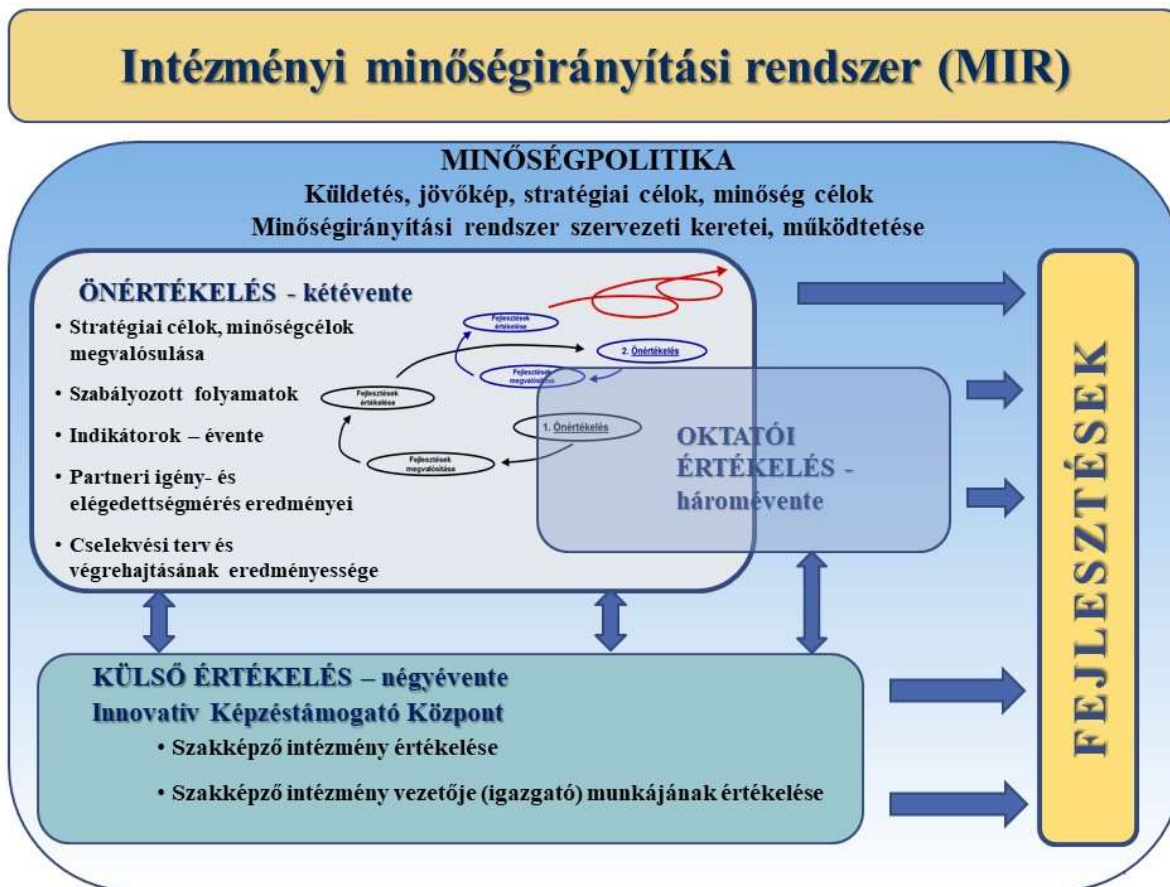 Intézményi minőségirányítási rendszer (MIR)
MINŐSÉGPOLITIKA
Küldetés, jövőkép, stratégiai célok, minőség célok
Minőségirányítási rendszer szervezeti keretei, működtetése
ÖNÉRTÉKELÉS - kétévente
• Stratégiai célok, minőségcélok
megvalósulása
• Szabályozott folyamatok
• Indikátorok – évente
• Partneri igény- és
elégedettségmérés eredményei
• Cselekvési terv és
végrehajtásának eredményessége
Fejlesztések
értékelése
2. Önértékelés
Fejlesztések
megvalósítása
Fejlesztések
értékelése
1. Önértékelés
Fejlesztések
megvalósítása
OKTATÓI
ÉRTÉKELÉS -
háromévente
KÜLSŐ ÉRTÉKELÉS – négyévente
Innovatív Képzéstámogató Központ
• Szakképző intézmény értékelése
• Szakképző intézmény vezetője (igazgató) munkájának értékelése
FEJLESZTÉSEK